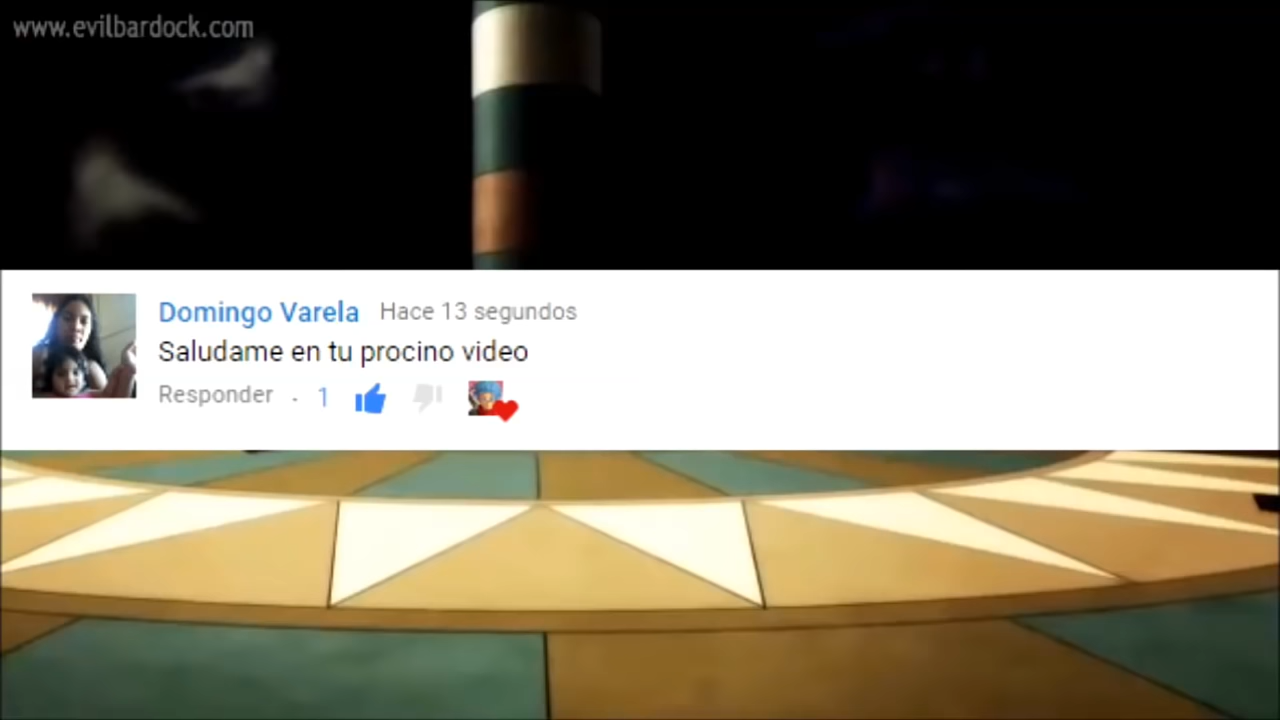 www.evilbardock.com
Domingo Varela Hace 13 segundos
Saludame en tu procino video
Responder . 1